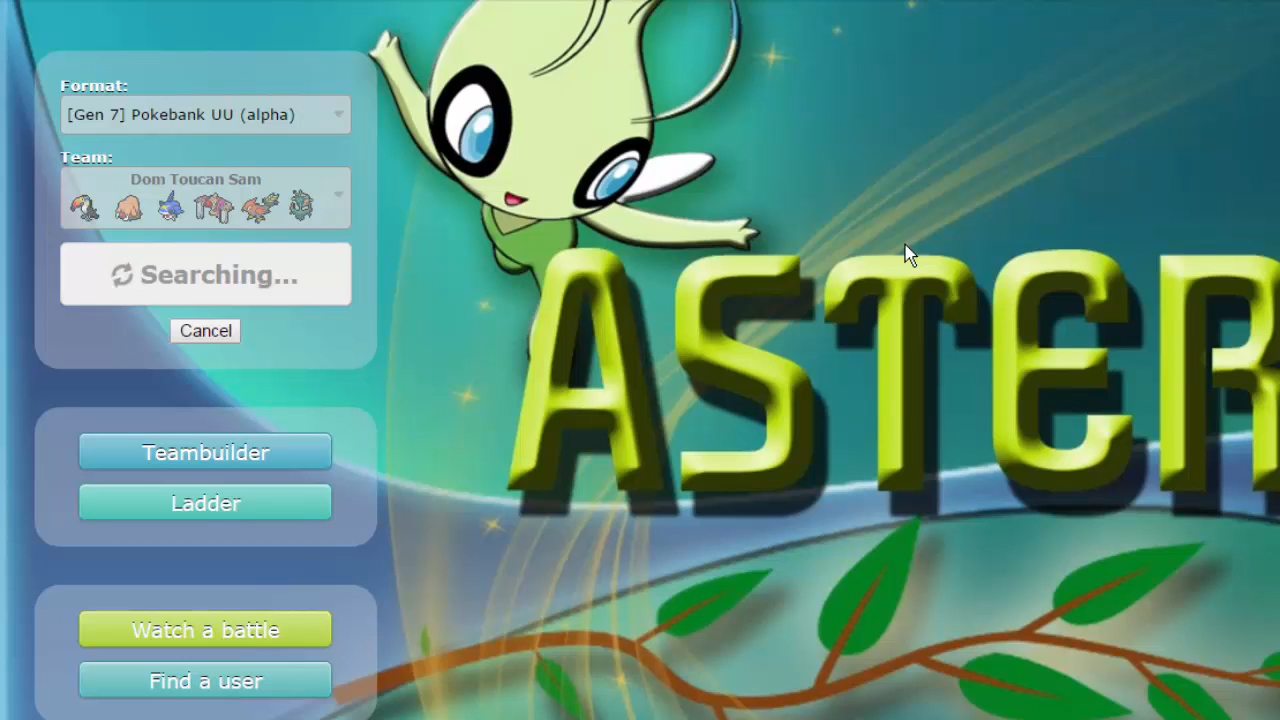 Format:
[Gen 7] Pokebank UU (alpha)
Team:
Dom Toucan Sam
Searching...
Cancel
Teambuilder
Ladder
Watch a battle
Find a user
ASTER